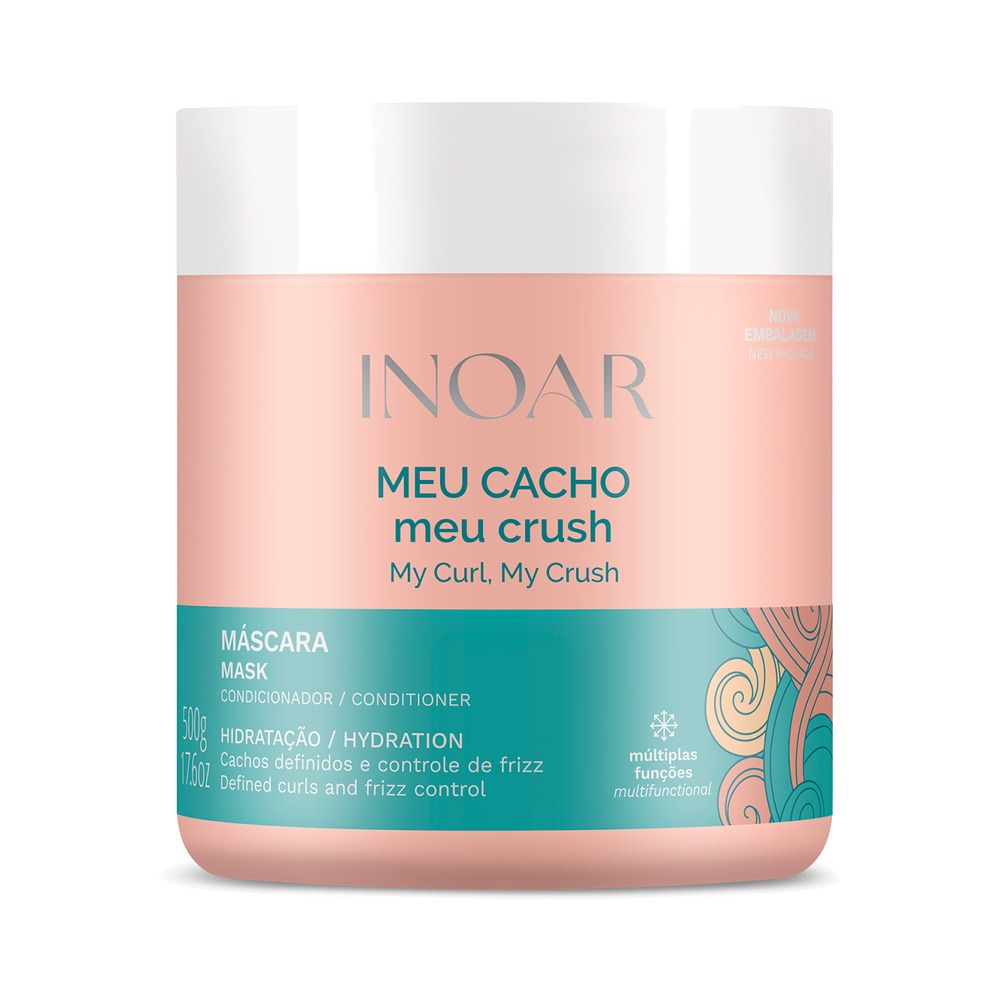 NOVA
EMBALAGEM
NEW PACKAGE
INOAR
MEU CACHO
meu crush
My Curl, My Crush
MÁSCARA
MASK
CONDICIONADOR / CONDITIONER
500g
17.6oz
HIDRATAÇÃO / HYDRATION
Cachos definidos e controle de frizz
Defined curls and frizz control
múltiplas
funções
multifunctional